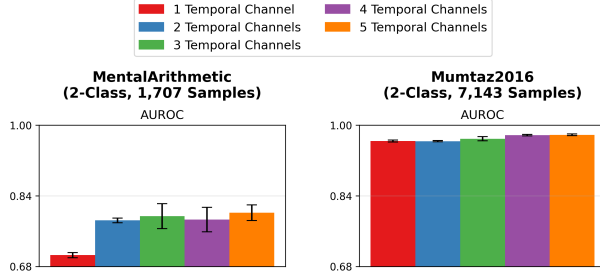 1 Temporal Channel
2 Temporal Channels
3 Temporal Channels
4 Temporal Channels
5 Temporal Channels
MentalArithmetic
(2-Class, 1,707 Samples)
AUROC
1.00
0.84
0.68
Mumtaz2016
(2-Class, 7,143 Samples)
AUROC
1.00
0.84
0.68